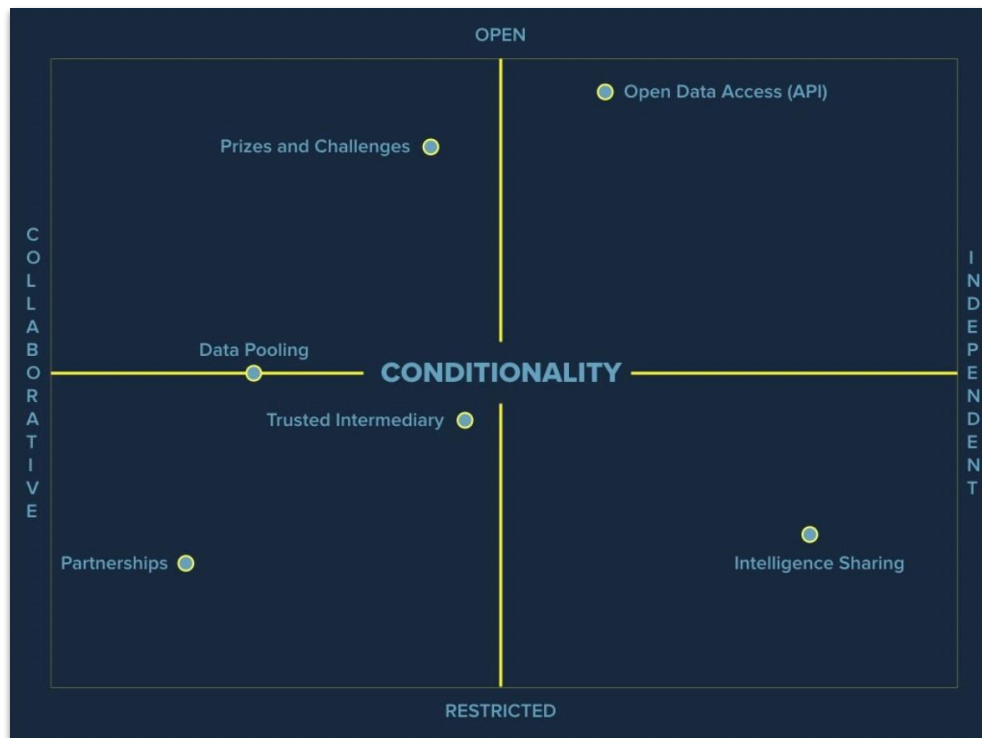 OPEN
Open Data Access (API)
Prizes and Challenges
COLLABORATIVE
INDEPENDENT
Data Pooling
CONDITIONALITY
Trusted Intermediary
Partnerships
Intelligence Sharing
RESTRICTED